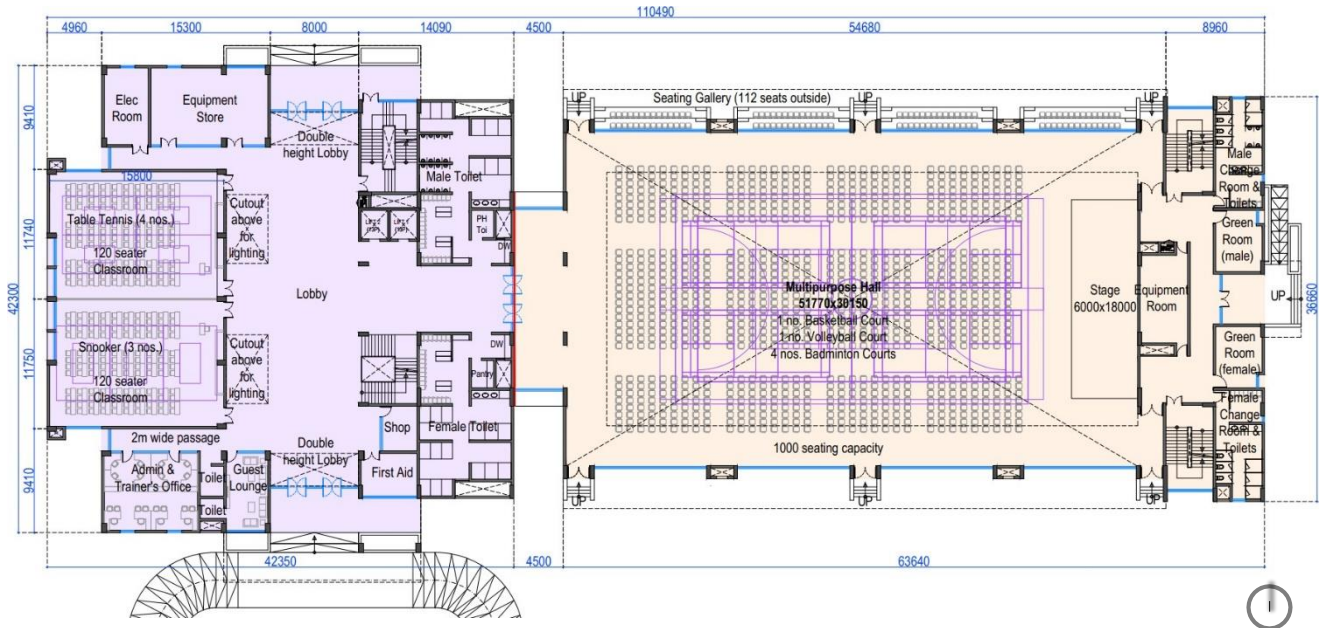 110490
4960
15300
8000
14090
4500
54680
8960
9410
11740
11750
9410
42300
36660
Elec
Room
Equipment
Store
Double
height Lobby
Male Toilet
PH
Toi
DW
15800
Table Tennis (4 nos.)
120 seater
Classroom
Cutout
above
for
lighting
Lobby
Snooker (3 nos.)
120 seater
Classroom
Cutout
above
for
lighting
DW
Pantry
2m wide passage
Admin &
Trainer's Office
Toilet
Toilet
Guest
Lounge
Double
height Lobby
Shop
First Aid
Female Toilet
UP
Seating Gallery (112 seats outside)
UP
UP
Multipurpose Hall
51770x30150
1 no. Basketball Court
1 no. Volleyball Court
4 nos. Badminton Courts
1000 seating capacity
Stage
6000x18000
Equipment
Room
Male
Change
Room &
Toilets
Green
Room
(male)
UP
Green
Room
(female)
Female
Change
Room &
Toilets
UP
UP
UP
42350
4500
63640